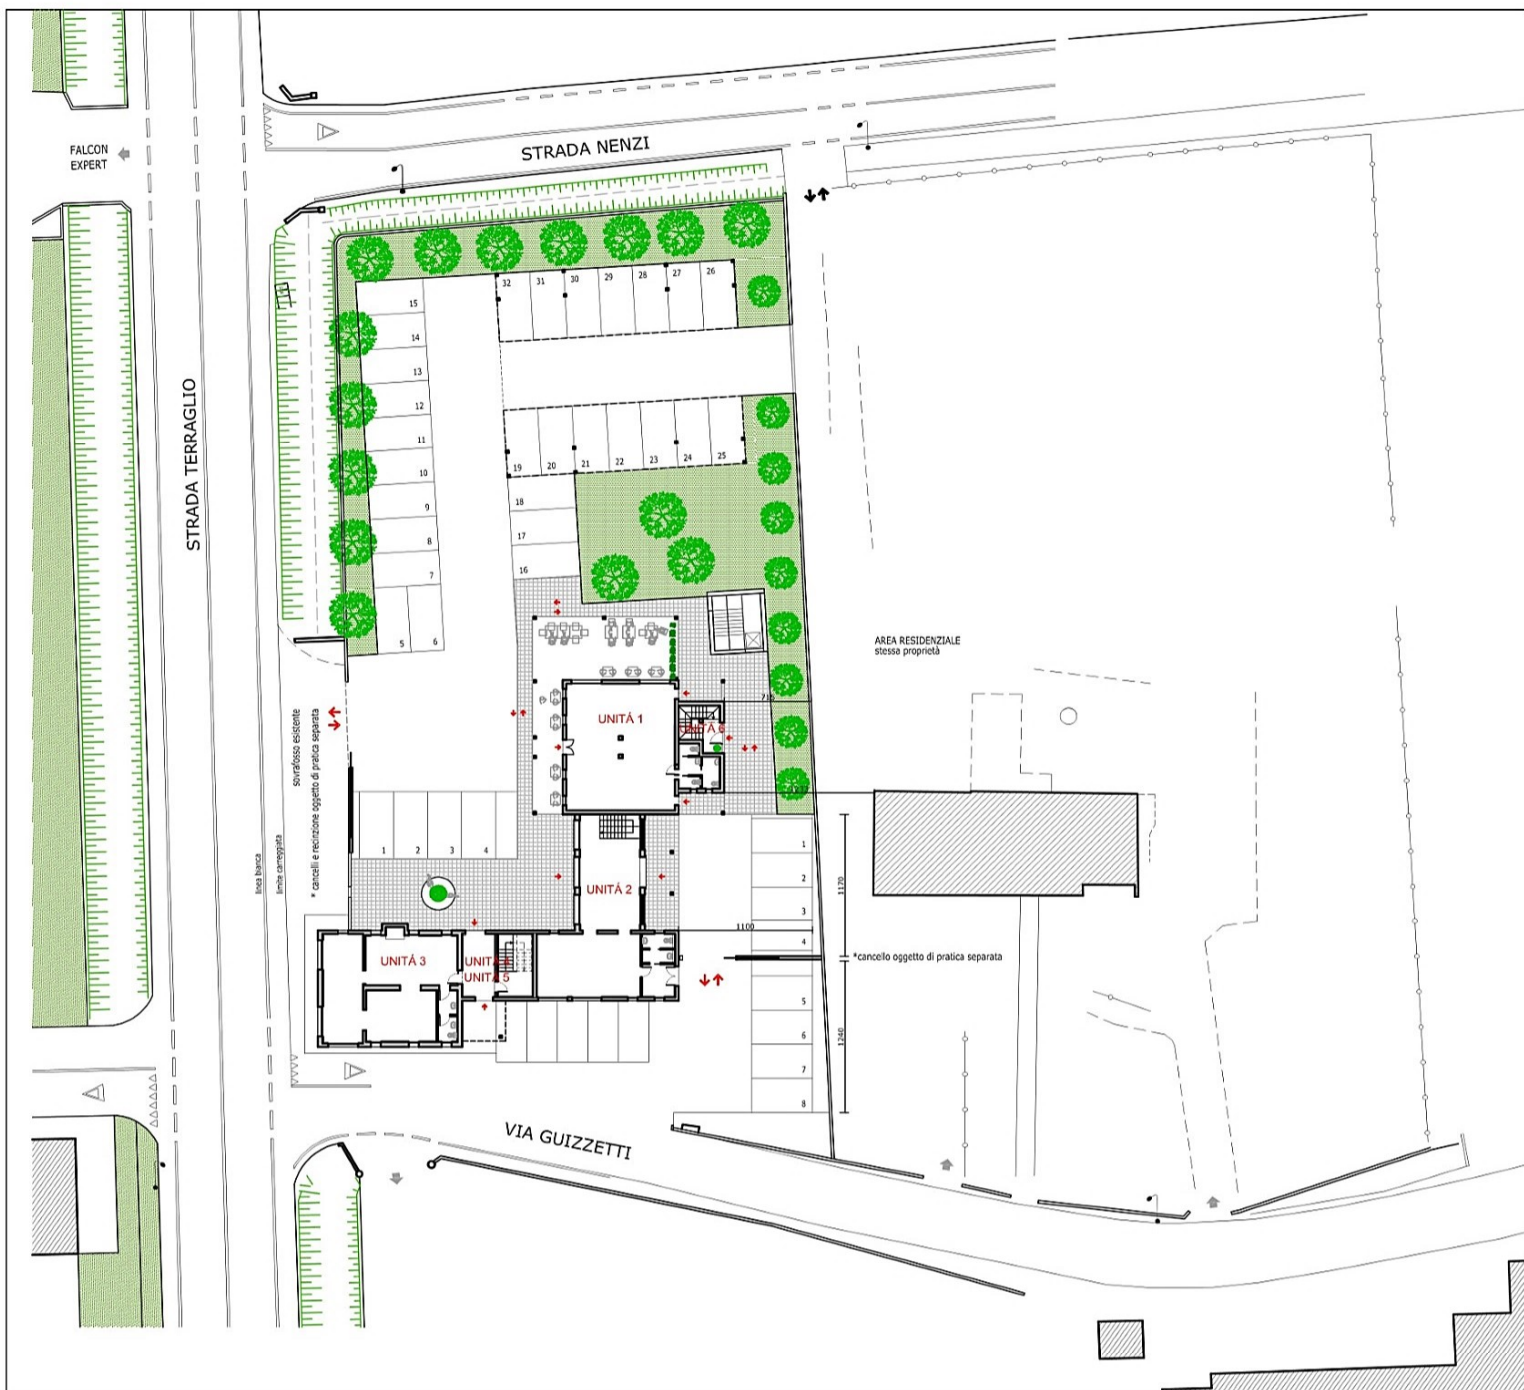 FALCON
EXPERT
STRADA NENZI
STRADA TERRAGLIO
32
31
30
29
28
27
26
15
14
13
12
11
10
9
8
7
6
5
19
20
21
22
23
24
25
18
17
16
AREA RESIDENZIALE
stessa proprietà
UNITÁ 1
715
sovrafosso esistente
* cancelli e recinzione oggetto di pratica separata
linea bianca
limite carreggiata
1
2
3
4
UNITÁ 2
1100
1
2
3
4
5
6
7
8
1170
1240
*cancello oggetto di pratica separata
UNITÁ 3
UNITÁ 5
VIA GUIZZETTI